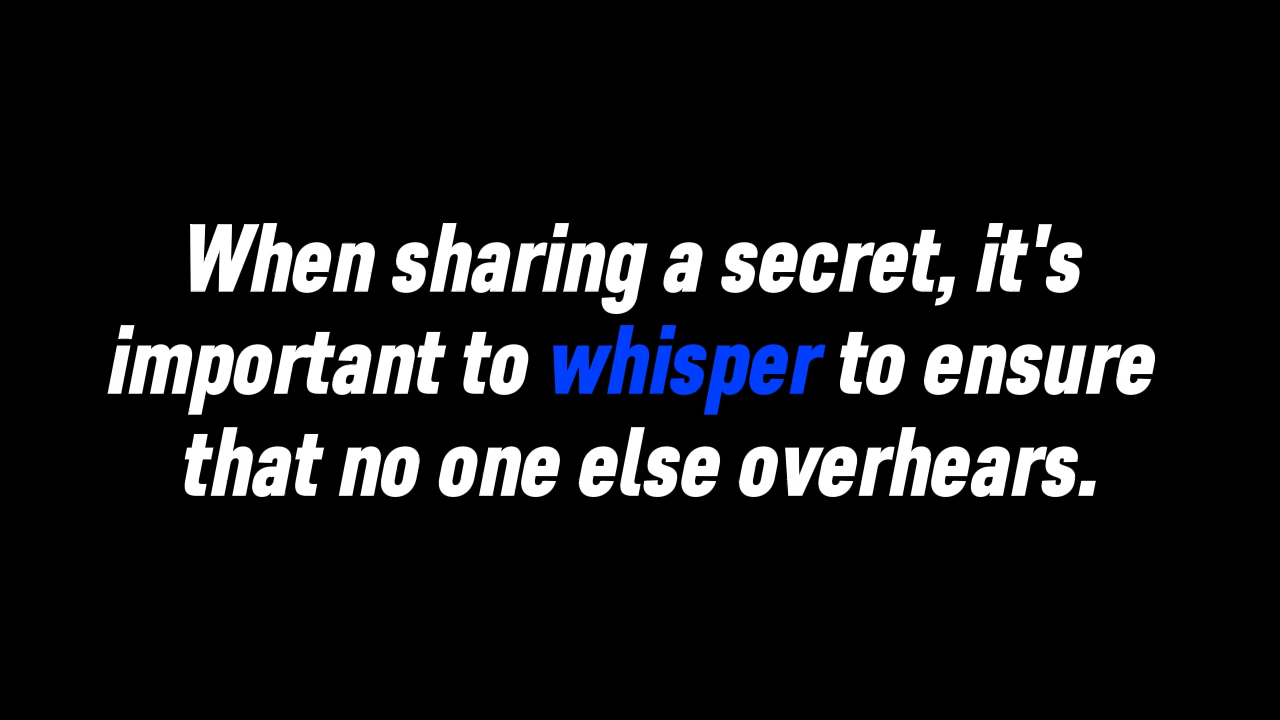 When sharing a secret, it's
important to whisper to ensure
that no one else overhears.